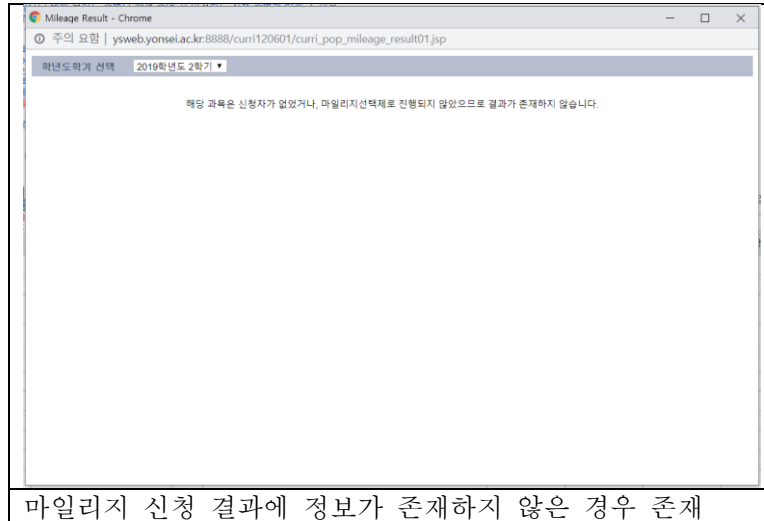 Mileage Result - Chrome
주의 요함 | ysweb.yonsei.ac.kr:8888/curri120601/curri_pop_mileage_result01.jsp
학년도학기 선택 2019학년도 2학기 ▼
해당 과목은 신청자가 없었거나, 마일리지선택제로 진행되지 않았으므로 결과가 존재하지 않습니다.
마일리지 신청 결과에 정보가 존재하지 않은 경우 존재